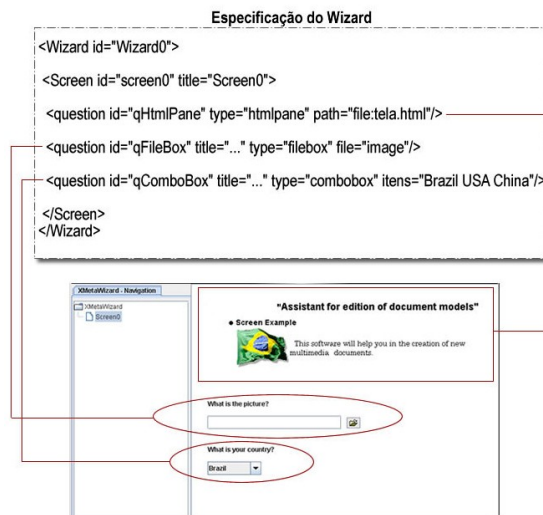 Especificação do Wizard
<Wizard id="Wizard0">
<Screen id="screen0" title="Screen0">
<question id="qHtmlPane" type="htmlpane" path="file:tela.html"/>
<question id="qFileBox" title="..." type="filebox" file="image"/>
<question id="qComboBox" title="..." type="combobox" itens="Brazil USA China"/>
</Screen>
</Wizard>
XMetaWizard - Navigation
XMetaWizard
Screen0
"Assistant for edition of document models"
Screen Example
This software will help you in the creation of new
multimedia documents.
What is the picture?
What is your country?
Brazil